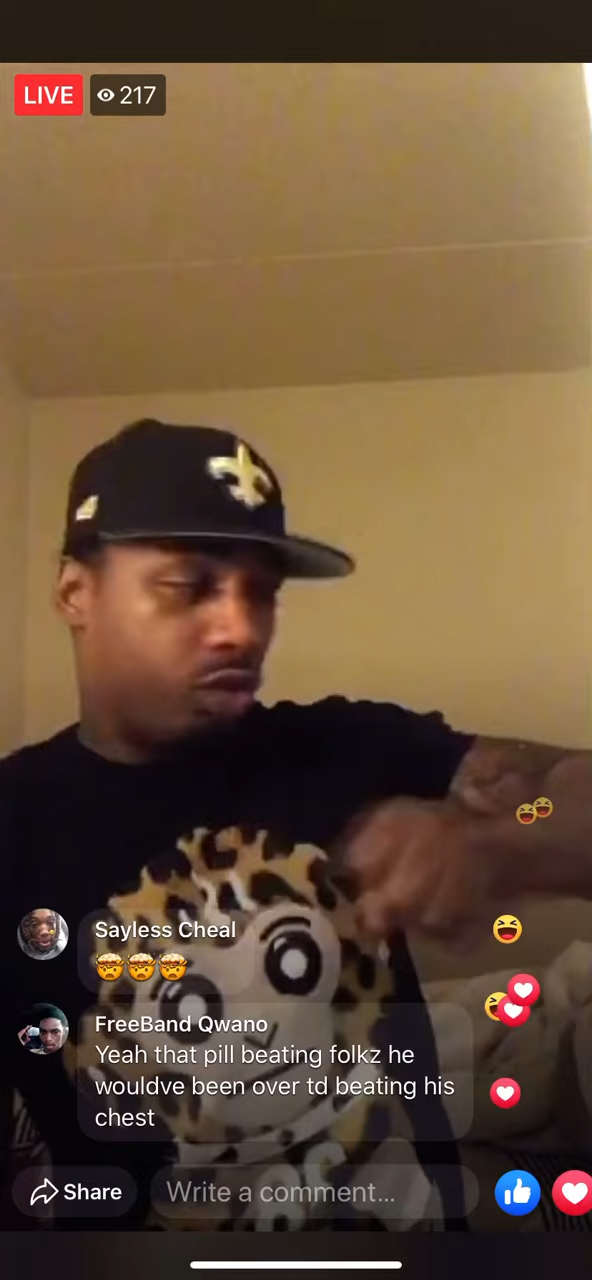 LIVE 217
Sayless Cheal
🤯🤯🤯
FreeBand Qwano
Yeah that pill beating folkz he
wouldve been over td beating his
chest
Share Write a comment...